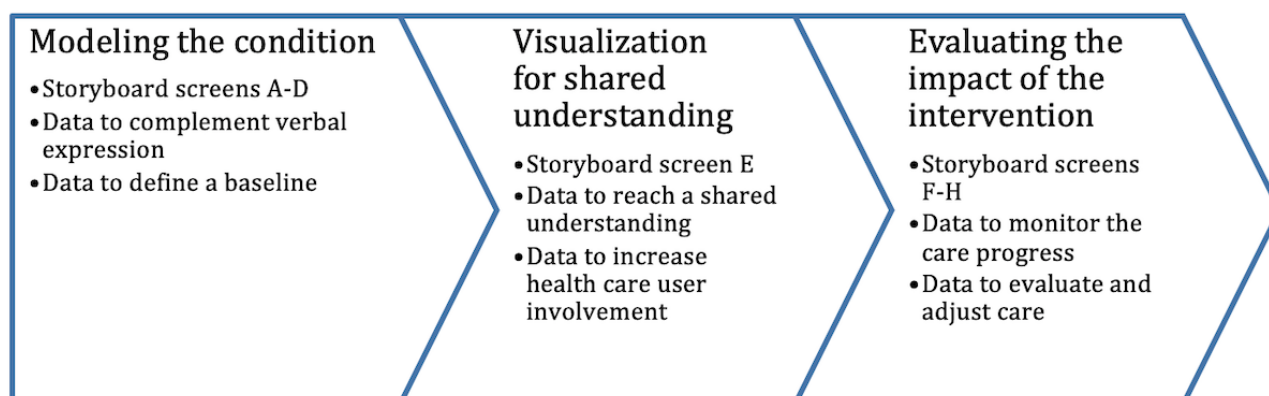 Modeling the condition
•Storyboard screens A-D
•Data to complement verbal
expression
•Data to define a baseline
Visualization
for shared
understanding
•Storyboard screen E
•Data to reach a shared
understanding
•Data to increase
health care user
involvement
Evaluating the
impact of the
intervention
•Storyboard screens
F-H
•Data to monitor the
care progress
•Data to evaluate and
adjust care